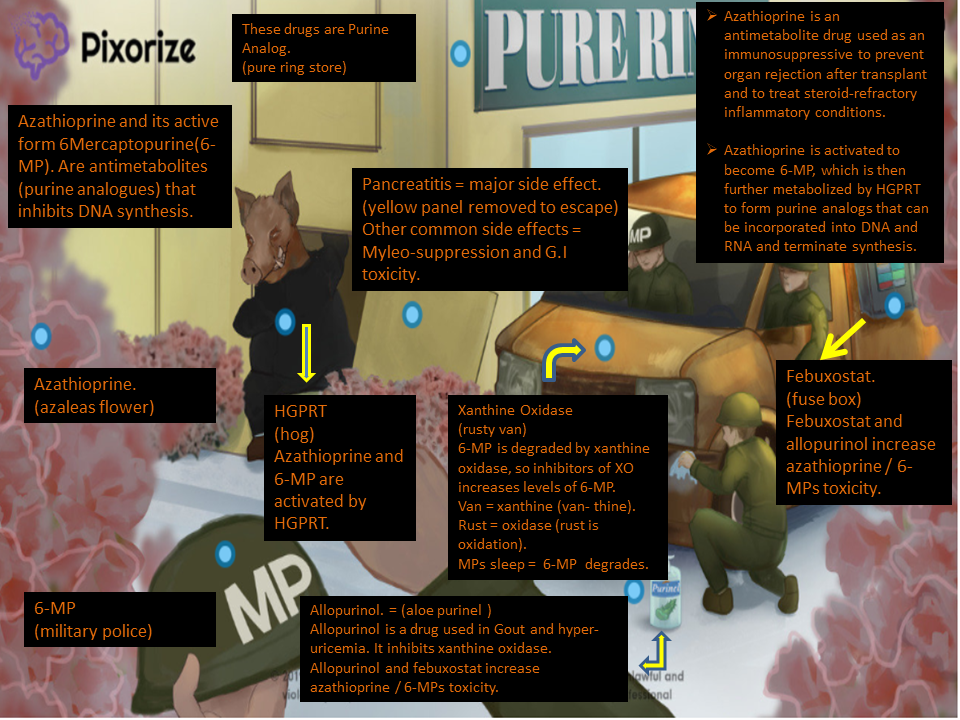 Pixorize
These drugs are Purine
Analog.
(pure ring store)
PURE RIN
➢ Azathioprine is an
antimetabolite drug used as an
immunosuppressive to prevent
organ rejection after transplant
and to treat steroid-refractory
inflammatory conditions.
➢ Azathioprine is activated to
become 6-MP, which is then
further metabolized by HGPRT
to form purine analogs that can
be incorporated into DNA and
RNA and terminate synthesis.
Azathioprine and its active
form 6Mercaptopurine(6-
MP). Are antimetabolites
(purine analogues) that
inhibits DNA synthesis.
Pancreatitis = major side effect.
(yellow panel removed to escape)
Other common side effects =
Myleo-suppression and G.I
toxicity.
MP
Azathioprine.
(azaleas flower)
HGPRT
(hog)
Azathioprine and
6-MP are
activated by
HGPRT.
Xanthine Oxidase
(rusty van)
6-MP is degraded by xanthine
oxidase, so inhibitors of XO
increases levels of 6-MP.
Van = xanthine (van- thine).
Rust = oxidase (rust is
oxidation).
MPs sleep = 6-MP degrades.
Febuxostat.
(fuse box)
Febuxostat and
allopurinol increase
azathioprine / 6-
MPs toxicity.
MP
6-MP
(military police)
Purinel
Allopurinol. = (aloe purinel )
Allopurinol is a drug used in Gout and hyper-
uricemia. It inhibits xanthine oxidase.
Allopurinol and febuxostat increase
azathioprine / 6-MPs toxicity.
lawful and